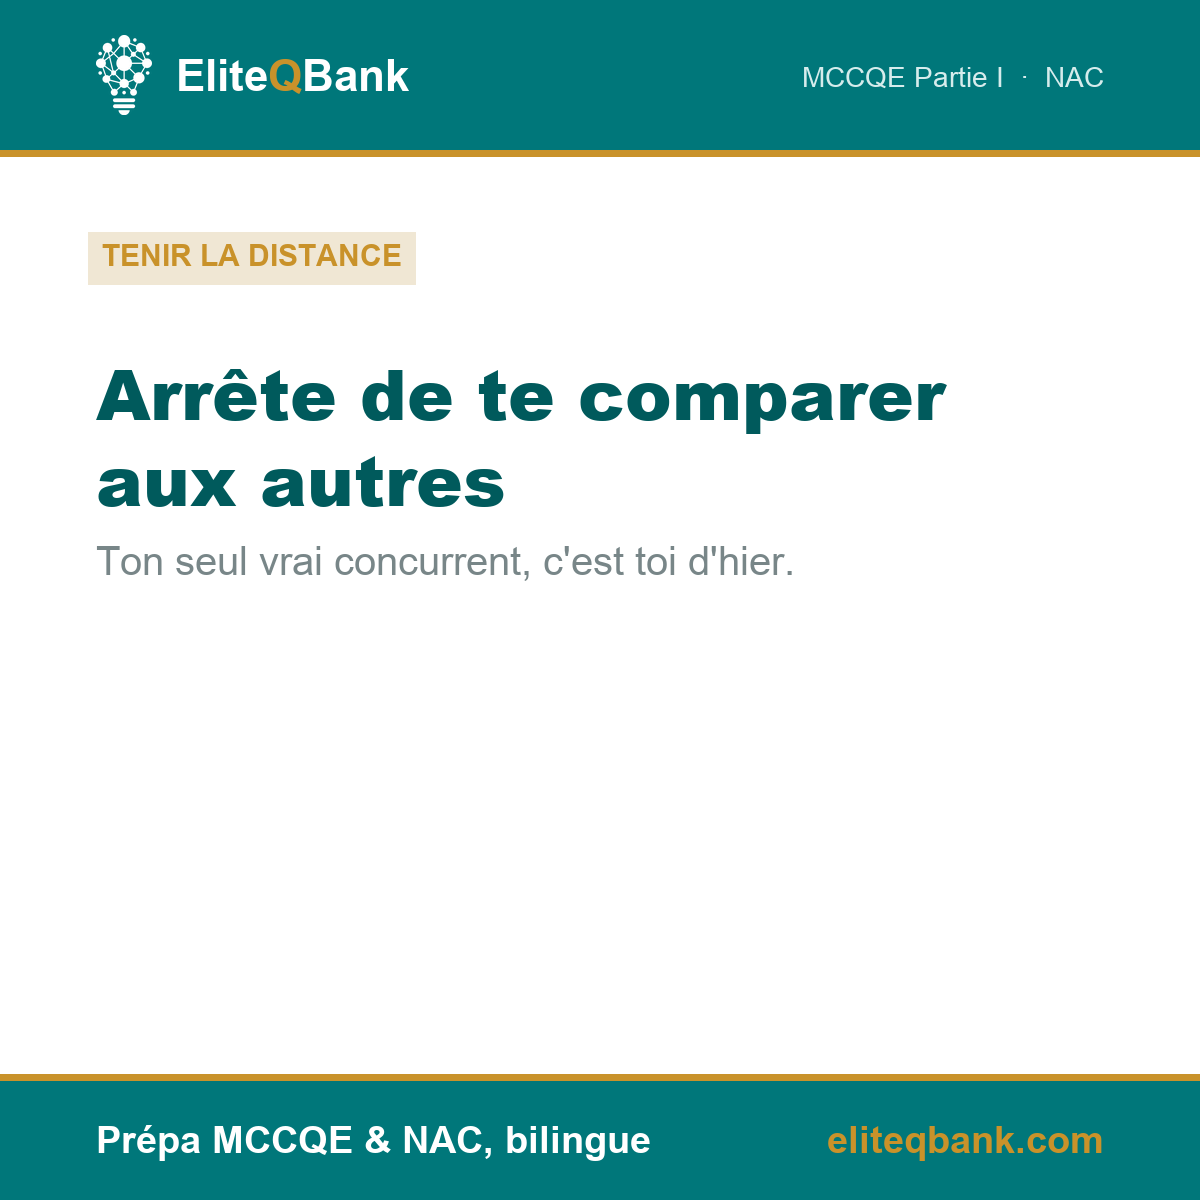 EliteQBank
MCCQE Partie I · NAC
TENIR LA DISTANCE
Arrête de te comparer
aux autres
Ton seul vrai concurrent, c'est toi d'hier.
Prépa MCCQE & NAC, bilingue
eliteqbank.com